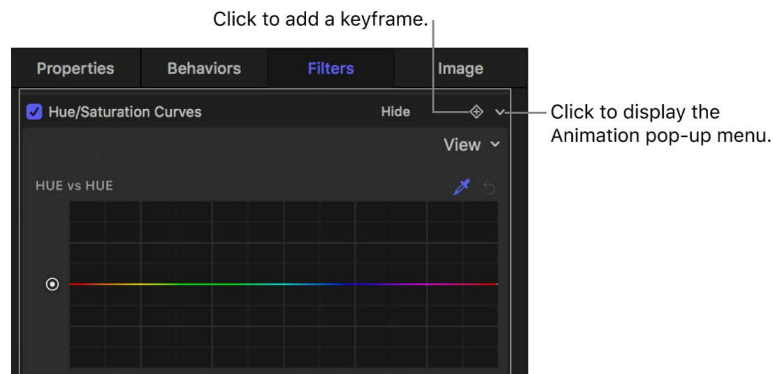 Click to add a keyframe.
Properties Behaviors Filters Image
Hue/Saturation Curves Hide
Click to display the
Animation pop-up menu.
View
HUE vs HUE